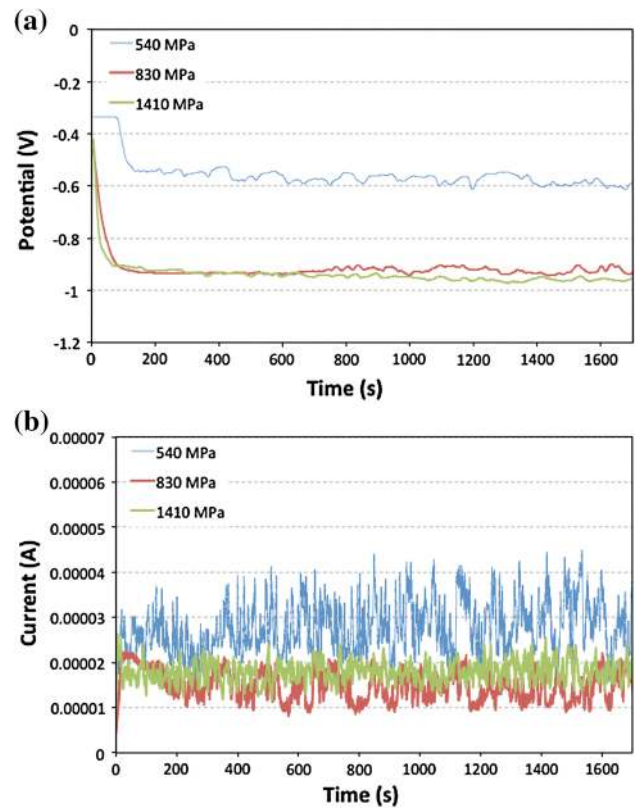 (a)
0
-0.2
-0.4
-0.6
-0.8
-1
-1.2
Potential (V)
540 MPa
830 MPa
1410 MPa
0 200 400 600 800 1000 1200 1400 1600
Time (s)
(b)
0.00007
0.00006
0.00005
0.00004
0.00003
0.00002
0.00001
0
Current (A)
540 MPa
830 MPa
1410 MPa
0 200 400 600 800 1000 1200 1400 1600
Time (s)